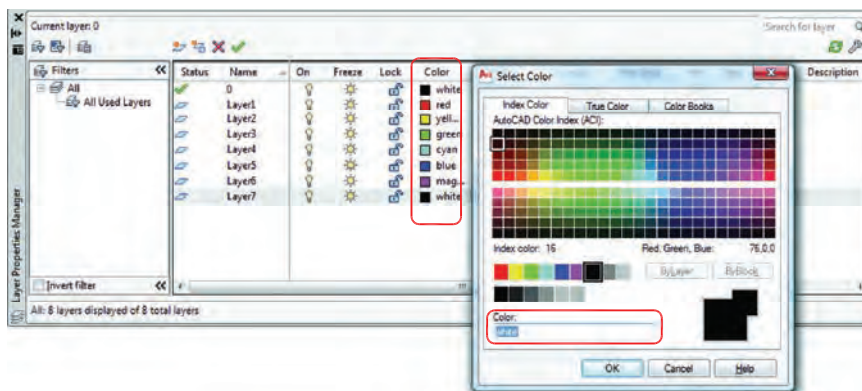 Current layer: 0
Search for layer
Filters
All
All Used Layers
Status Name On Freeze Lock Color Description
0 white
Layer1 red
Layer2 yell...
Layer3 green
Layer4 cyan
Layer5 blue
Layer6 mag...
Layer7 white
Invert filter
All: 8 layers displayed of 8 total layers
Layer Properties Manager
Select Color
Index Color True Color Color Books
AutoCAD Color Index (ACI):
Index color: 16 Red, Green, Blue: 76,0,0
ByLayer ByBlock
Color:
white
OK Cancel Help